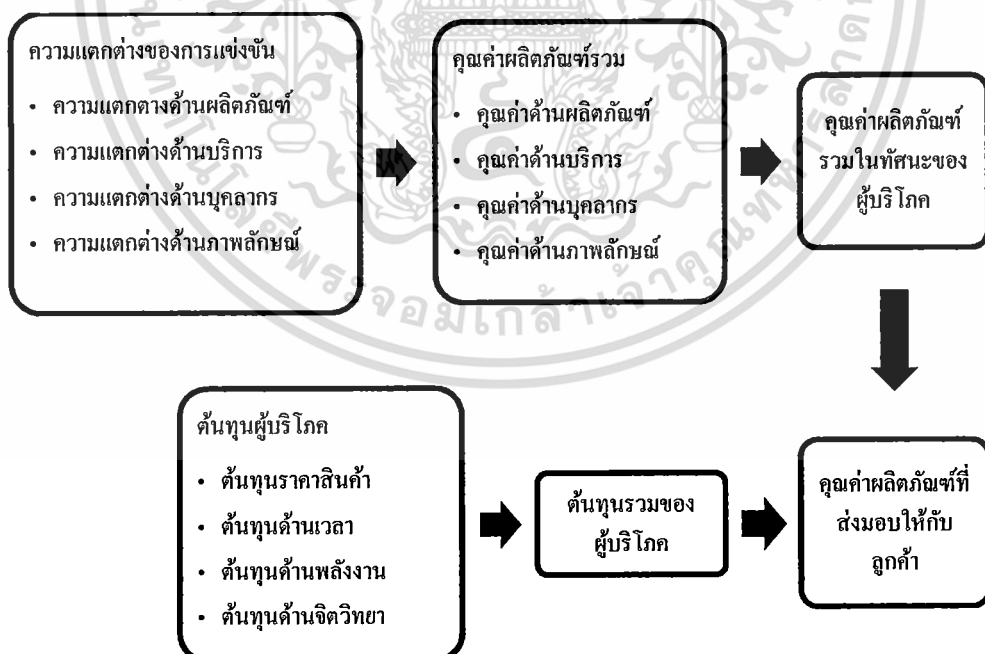 ความแตกต่างของการแข่งขัน
• ความแตกตางด้านผลิตภัณฑ์
• ความแตกต่างด้านบริการ
• ความแตกต่างด้านบุคลากร
• ความแตกต่างด้านภาพลักษณ์
คุณค่าผลิตภัณฑ์รวม
• คุณค่าด้านผลิตภัณฑ์
• คุณค่าด้านบริการ
• คุณค่าด้านบุคลากร
• คุณค่าด้านภาพลักษณ์
คุณค่าผลิตภัณฑ์
รวมในทัศนะของ
ผู้บริโภค
ต้นทุนผู้บริโภค
• ต้นทุนราคาสินค้า
• ต้นทุนด้านเวลา
• ต้นทุนด้านพลังงาน
• ต้นทุนด้านจิตวิทยา
ต้นทุนรวมของ
ผู้บริโภค
คุณค่าผลิตภัณฑ์ที่
ส่งมอบให้กับ
ลูกค้า